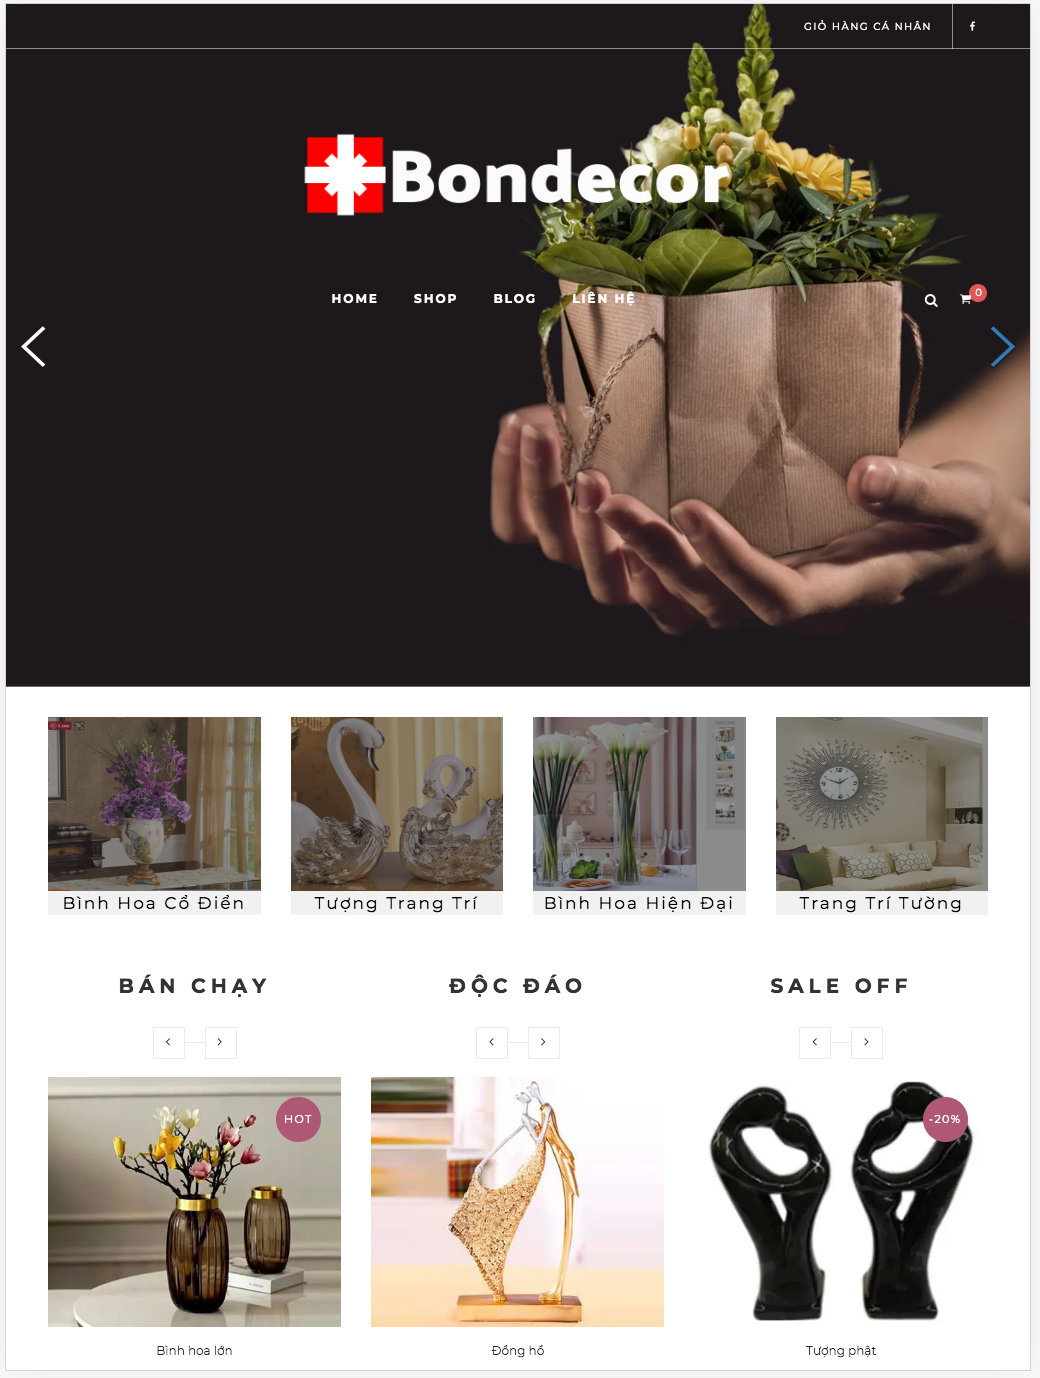 GIỎ HÀNG CÁ NHÂN
Bondecor
HOME SHOP BLOG LIÊN HỆ
0
Bình Hoa Cổ Điển
Tượng Trang Trí
Bình Hoa Hiện Đại
Trang Trí Tường
BÁN CHẠY
ĐỘC ĐÁO
SALE OFF
HOT
-20%
Bình hoa lớn
Đồng hồ
Tượng phật